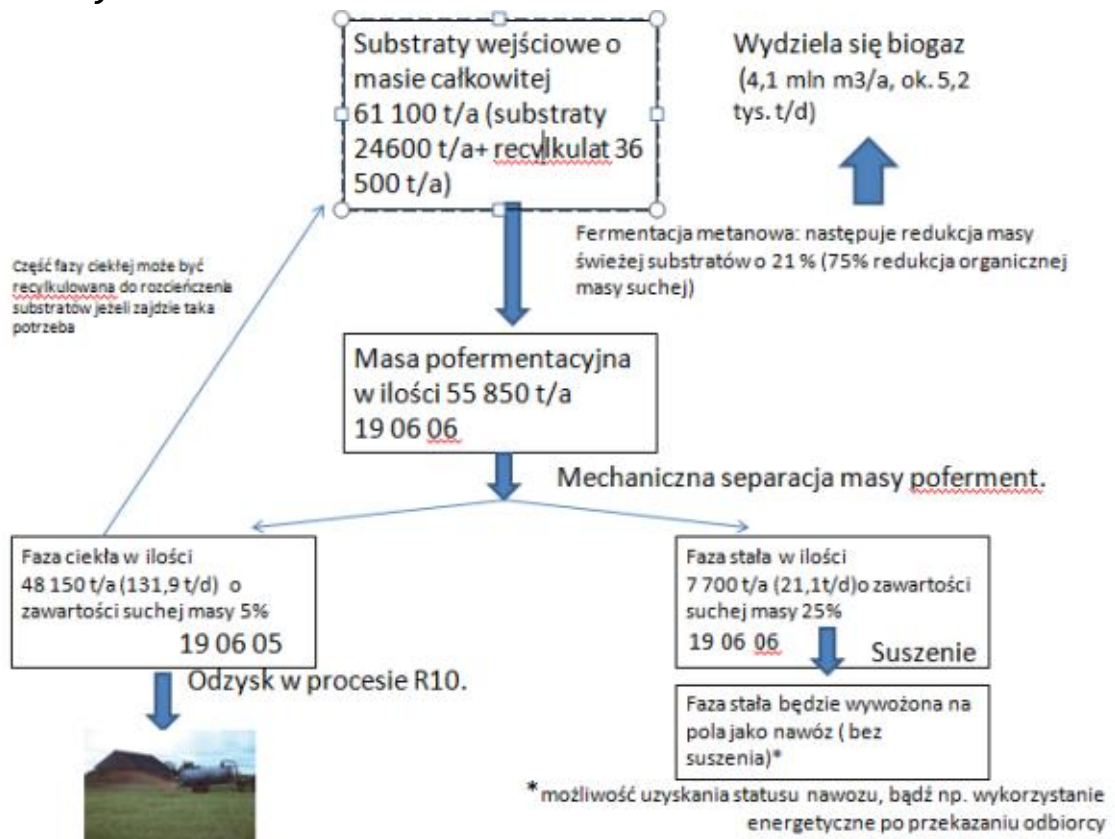 Substraty wejściowe o
masie całkowitej
61 100 t/a (substraty
24600 t/a+ recylkulat 36
500 t/a)
Wydziela się biogaz
(4,1 mln m3/a, ok. 5,2
tys. t/d)
Fermentacja metanowa: następuje redukcja masy
świeżej substratów o 21 % (75% redukcja organicznej
masy suchej)
Część fazy ciekłej może być
recylkulowana do rozcieńczenia
substratów jeżeli zajdzie taka
potrzeba
Masa pofermentacyjna
w ilości 55 850 t/a
19 06 06
Mechaniczna separacja masy poferment.
Faza ciekła w ilości
48 150 t/a (131,9 t/d) o
zawartości suchej masy 5%
19 06 05
Odzysk w procesie R10.
Faza stała w ilości
7 700 t/a (21,1t/d)o zawartości
suchej masy 25%
19 06 06
Suszenie
Faza stała będzie wywożona na
pola jako nawóz ( bez
suszenia)*
*możliwość uzyskania statusu nawozu, bądź np. wykorzystanie
energetyczne po przekazaniu odbiorcy